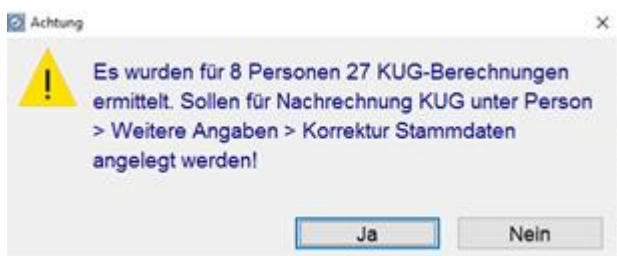 Achtung
Es wurden für 8 Personen 27 KUG-Berechnungen
ermittelt. Sollen für Nachrechnung KUG unter Person
> Weitere Angaben > Korrektur Stammdaten
angelegt werden!
Ja Nein